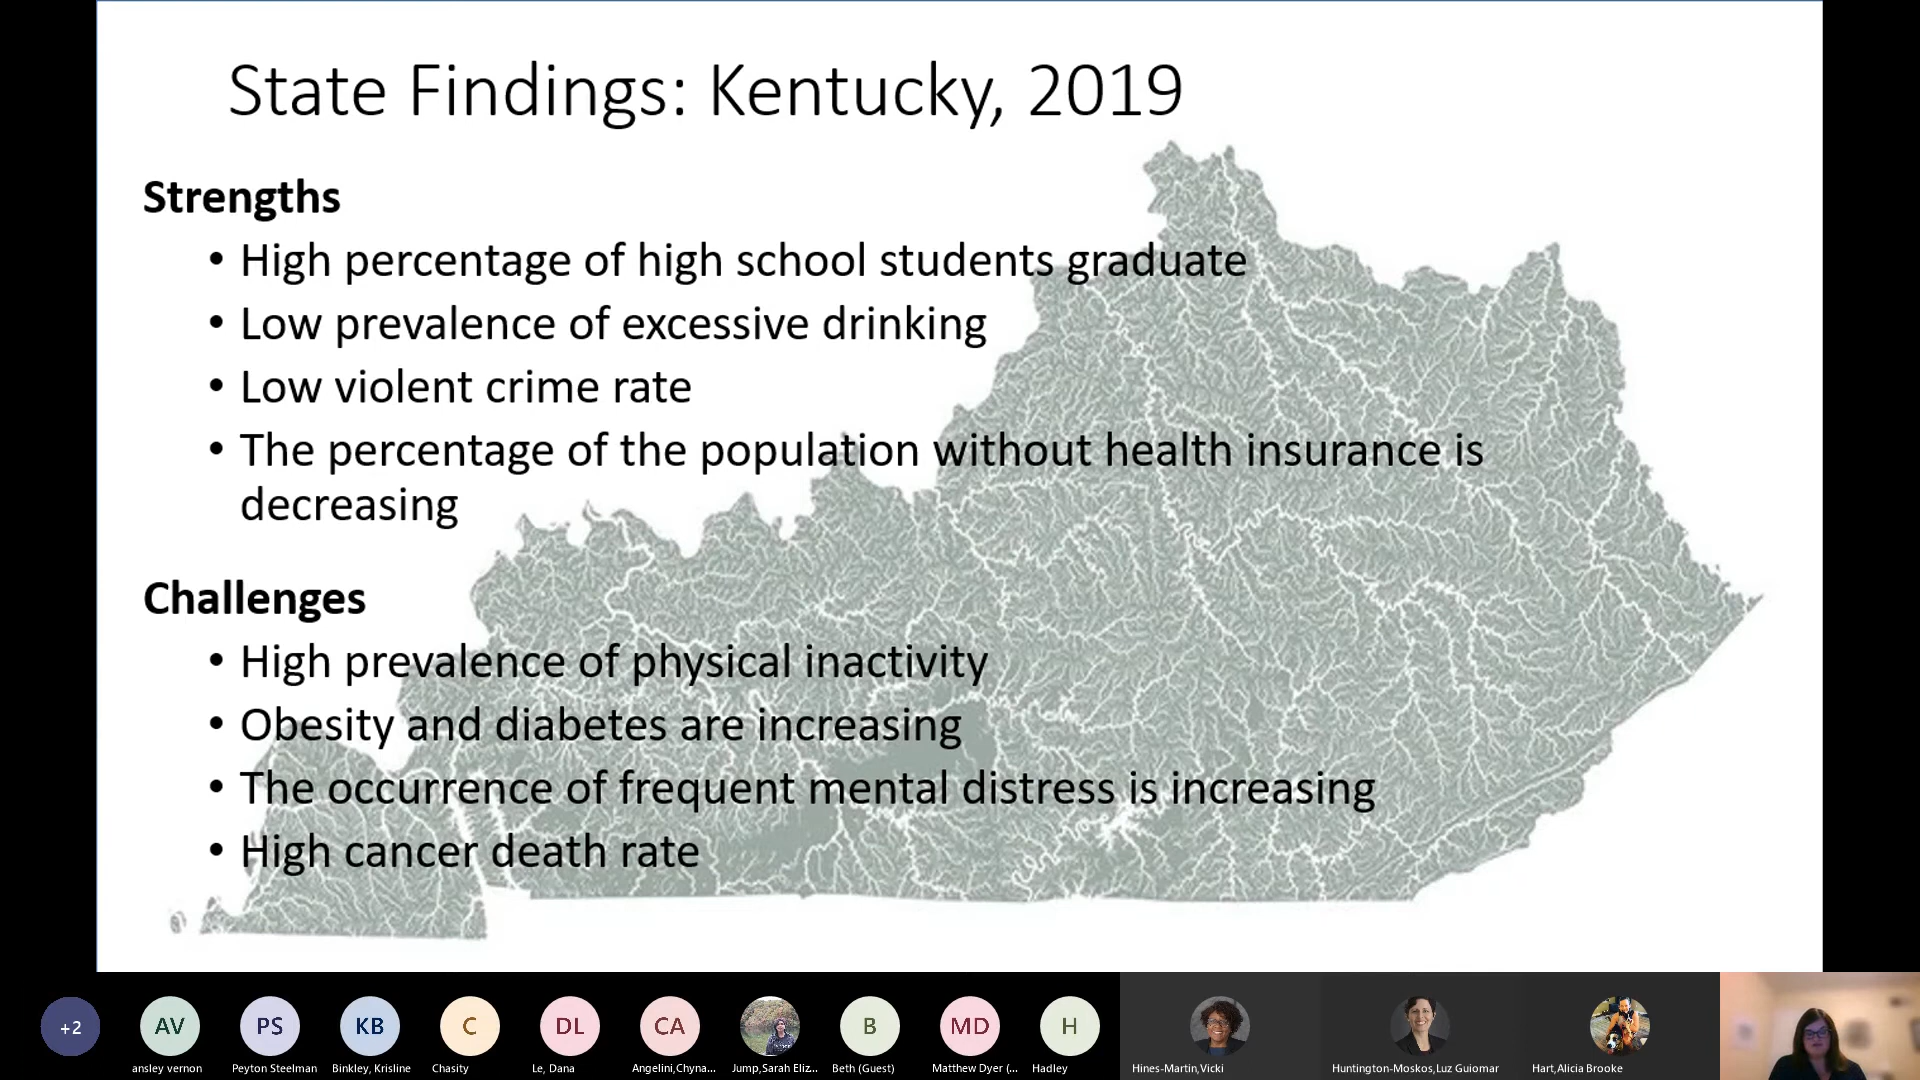 State Findings: Kentucky, 2019
Strengths
• High percentage of high school students graduate
• Low prevalence of excessive drinking
• Low violent crime rate
• The percentage of the population without health insurance is
decreasing
Challenges
• High prevalence of physical inactivity
• Obesity and diabetes are increasing
• The occurrence of frequent mental distress is increasing
• High cancer death rate
+2
AV
PS
KB
C
DL
CA
B
MD
H
ansley vernon
Peyton Steelman
Binkley, Krisline
Chasity
Le, Dana
Angelini,Chyna...
Jump,Sarah Eliz...
Beth (Guest)
Matthew Dyer (...
Hadley
Hines-Martin,Vicki
Huntington-Moskos,Luz Guiomar
Hart,Alicia Brooke